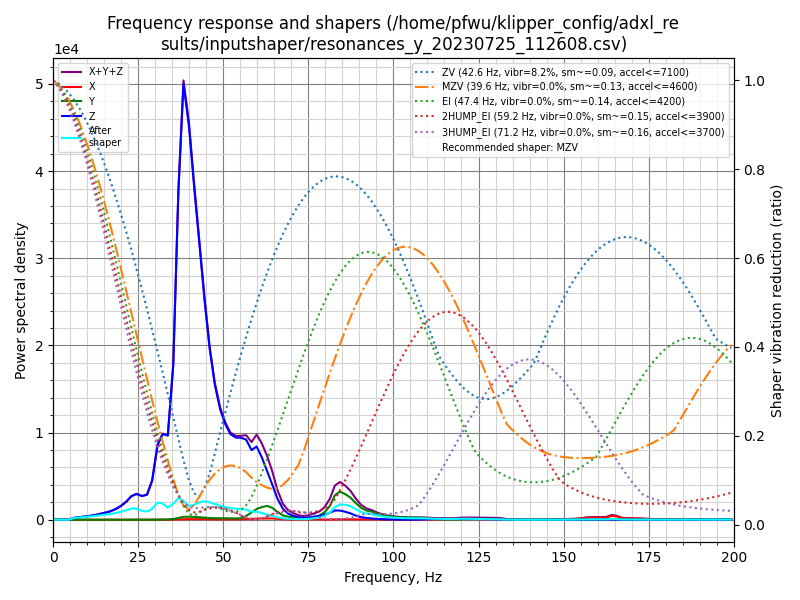 Frequency response and shapers (/home/pfwu/klipper_config/adxl_re
sults/inputshaper/resonances_y_20230725_112608.csv)
1e4
X+Y+Z
X
Y
Z
After
shaper
ZV (42.6 Hz, vibr=8.2%, sm~=0.09, accel<=7100)
MZV (39.6 Hz, vibr=0.0%, sm~=0.13, accel<=4600)
EI (47.4 Hz, vibr=0.0%, sm~=0.14, accel<=4200)
2HUMP_EI (59.2 Hz, vibr=0.0%, sm~=0.15, accel<=3900)
3HUMP_EI (71.2 Hz, vibr=0.0%, sm~=0.16, accel<=3700)
Recommended shaper: MZV
Power spectral density
5
4
3
2
1
0
1.0
0.8
0.6
0.4
0.2
0.0
Shaper vibration reduction (ratio)
0 25 50 75 100 125 150 175 200
Frequency, Hz